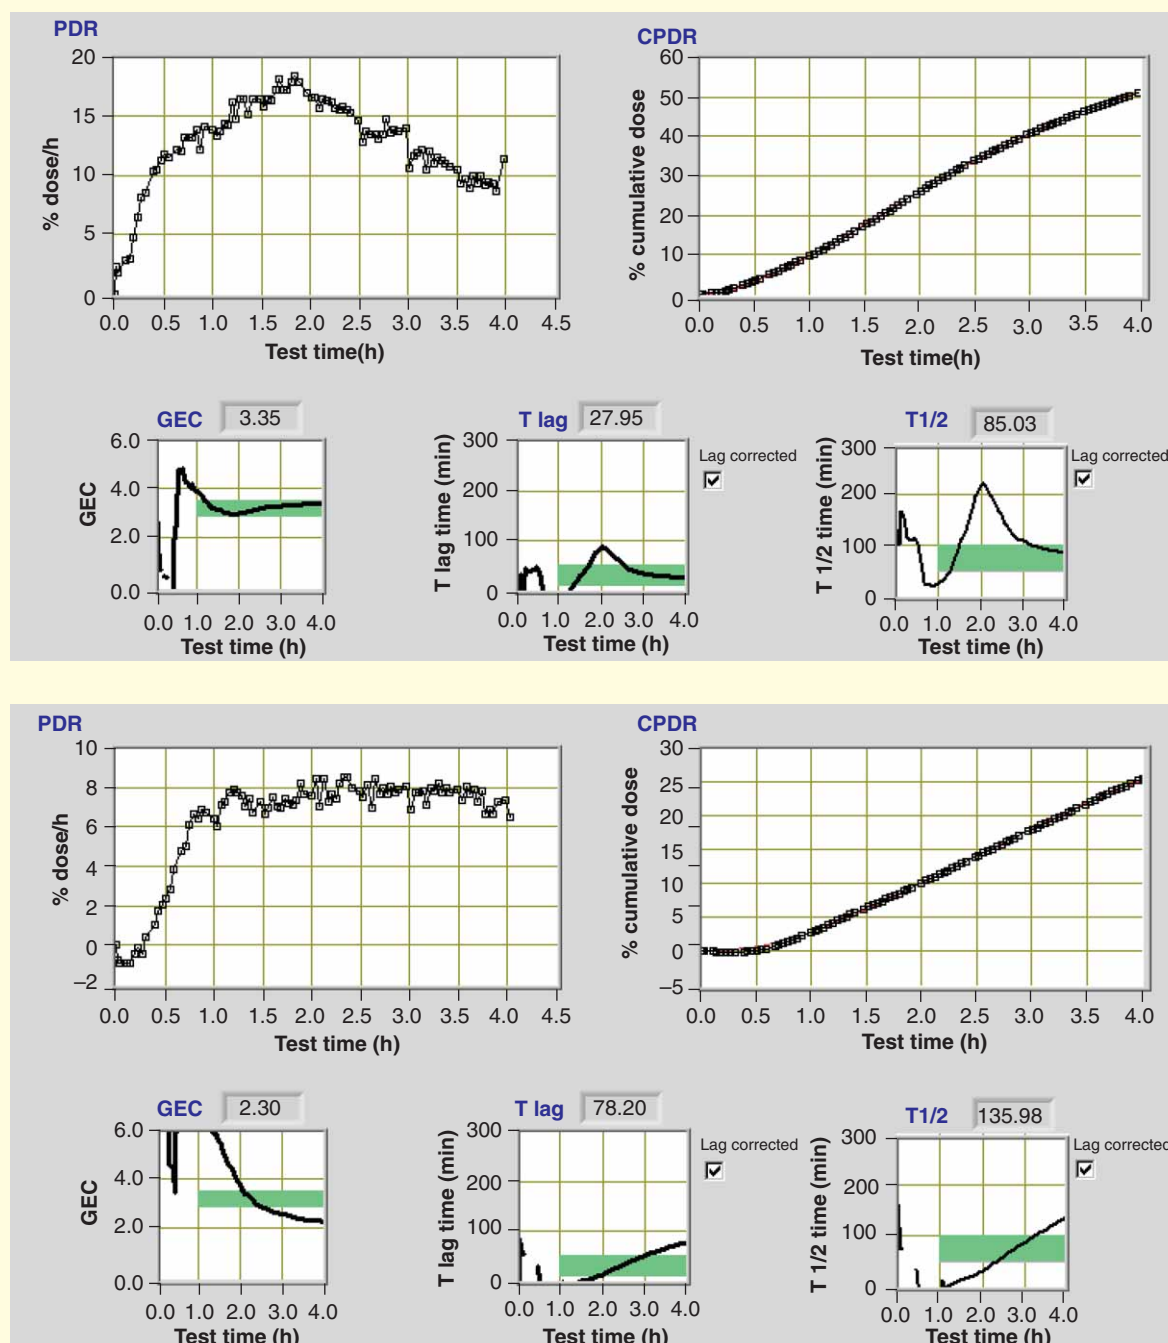 PDR
20
15
10
5
0
% dose/h
0.0 0.5 1.0 1.5 2.0 2.5 3.0 3.5 4.0 4.5
Test time(h)
CPDR
60
50
40
30
20
10
0
% cumulative dose
0.0 0.5 1.0 1.5 2.0 2.5 3.0 3.5 4.0
Test time(h)
GEC 3.35
6.0
4.0
2.0
0.0
GEC
0.0 1.0 2.0 3.0 4.0
Test time (h)
T lag 27.95
300
200
100
0
T lag time (min)
0.0 1.0 2.0 3.0 4.0
Test time (h)
Lag corrected
T1/2 85.03
300
200
100
0
T 1/2 time (min)
0.0 1.0 2.0 3.0
Test time (h)
Lag corrected
PDR
10
8
6
4
2
0
–2
% dose/h
0.0 0.5 1.0 1.5 2.0 2.5 3.0 3.5 4.0 4.5
Test time (h)
CPDR
30
25
20
15
10
5
0
–5
% cumulative dose
0.0 0.5 1.0 1.5 2.0 2.5 3.0 3.5 4.0
Test time (h)
GEC 2.30
6.0
4.0
2.0
0.0
GEC
0.0 1.0 2.0 3.0 4.0
Test time (h)
T lag 78.20
300
200
100
0
T lag time (min)
0.0 1.0 2.0 3.0 4.0
Test time (h)
Lag corrected
T1/2 135.98
300
200
100
0
T 1/2 time (min)
0.0 1.0 2.0 3.0 4.0
Test time (h)
Lag corrected